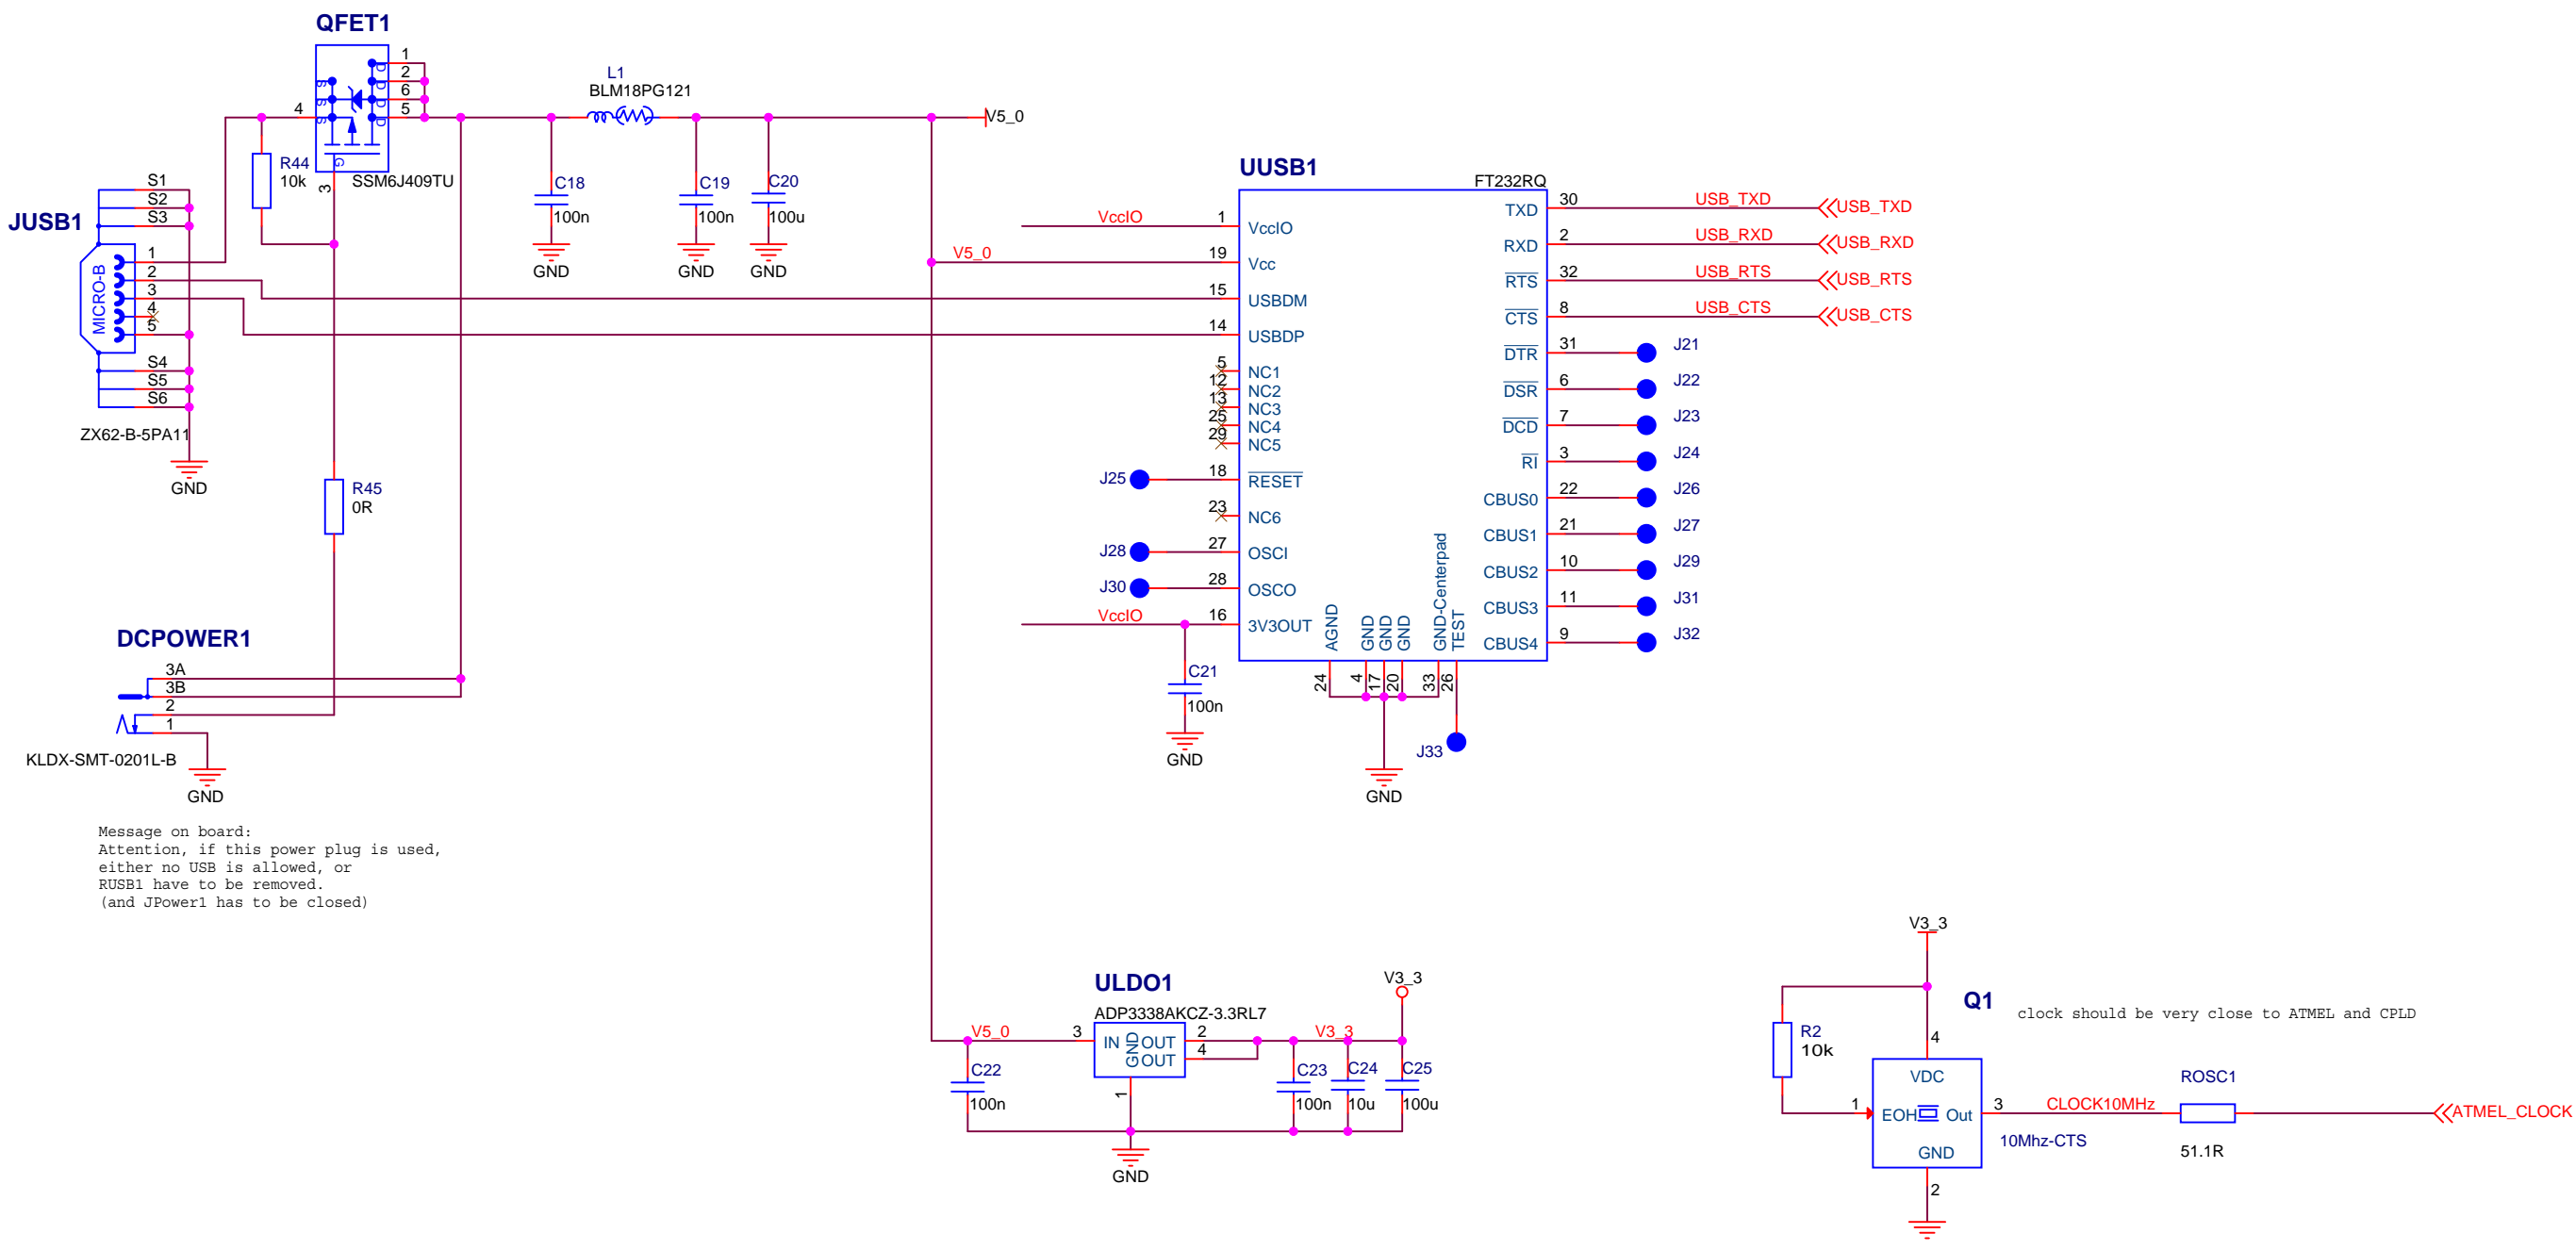 QFET1
1
2
6
5
4
3
D
D
D
D
S
S
S
G
SSM6J409TU
L1
BLM18PG121
V5_0
R44
10k
C18
100n
GND
C19
100n
GND
C20
100u
GND
JUSB1
S1
S2
S3
1
2
3
4
5
MICRO-B
S4
S5
S6
ZX62-B-5PA11
GND
R45
0R
DCPOWER1
3A
3B
2
1
KLDX-SMT-0201L-B
GND
Message on board:
Attention, if this power plug is used,
either no USB is allowed, or
RUSB1 have to be removed.
(and JPower1 has to be closed)
UUSB1
FT232RQ
VccIO
1
VccIO
V5_0
19
Vcc
15
USBDM
14
USBDP
5
NC1
12
NC2
13
NC3
25
NC4
29
NC5
J25
18
RESET
23
NC6
J28
27
OSCI
J30
28
OSCO
VccIO
16
3V3OUT
C21
100n
GND
AGND
GND
GND
GND
GND-Centerpad
TEST
24
4
17
20
33
26
GND
J33
TXD
30
USB_TXD
USB_TXD
RXD
2
USB_RXD
USB_RXD
RTS
32
USB_RTS
USB_RTS
CTS
8
USB_CTS
USB_CTS
DTR
31
J21
DSR
6
J22
DCD
7
J23
RI
3
J24
CBUS0
22
J26
CBUS1
21
J27
CBUS2
10
J29
CBUS3
11
J31
CBUS4
9
J32
ULDO1
ADP3338AKCZ-3.3RL7
V5_0
3
IN
GND
OUT
OUT
2
4
1
V3_3
V3_3
C22
100n
C23
100n
C24
10u
C25
100u
GND
V3_3
Q1
clock should be very close to ATMEL and CPLD
R2
10k
4
VDC
1
EOH
Out
3
GND
2
CLOCK10MHz
10Mhz-CTS
ROSC1
51.1R
ATMEL_CLOCK